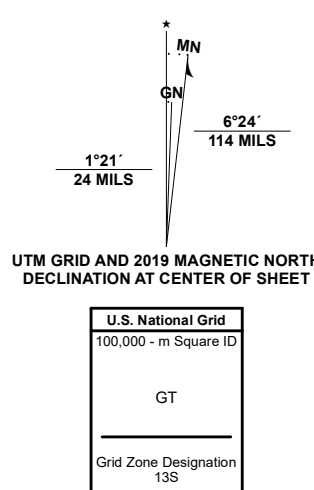 ★
MN
GN
6°24´
114 MILS
1°21´
24 MILS
UTM GRID AND 2019 MAGNETIC NORTH
DECLINATION AT CENTER OF SHEET
U.S. National Grid
100,000 - m Square ID
GT
Grid Zone Designation
13S